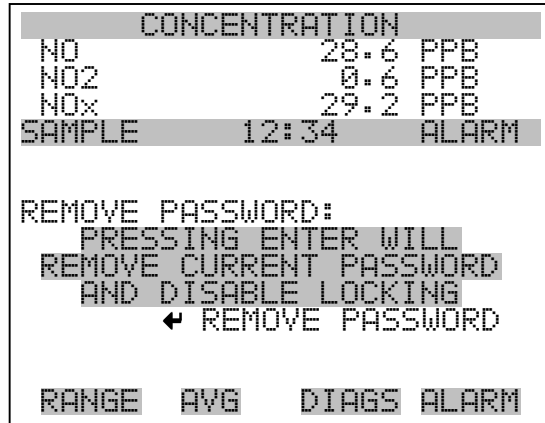 CONCENTRATION
NO 28.6 PPB
NO2 0.6 PPB
NOx 29.2 PPB
SAMPLE 12:34 ALARM
REMOVE PASSWORD:
PRESSING ENTER WILL
REMOVE CURRENT PASSWORD
AND DISABLE LOCKING
↵ REMOVE PASSWORD
RANGE AVG DIAGS ALARM